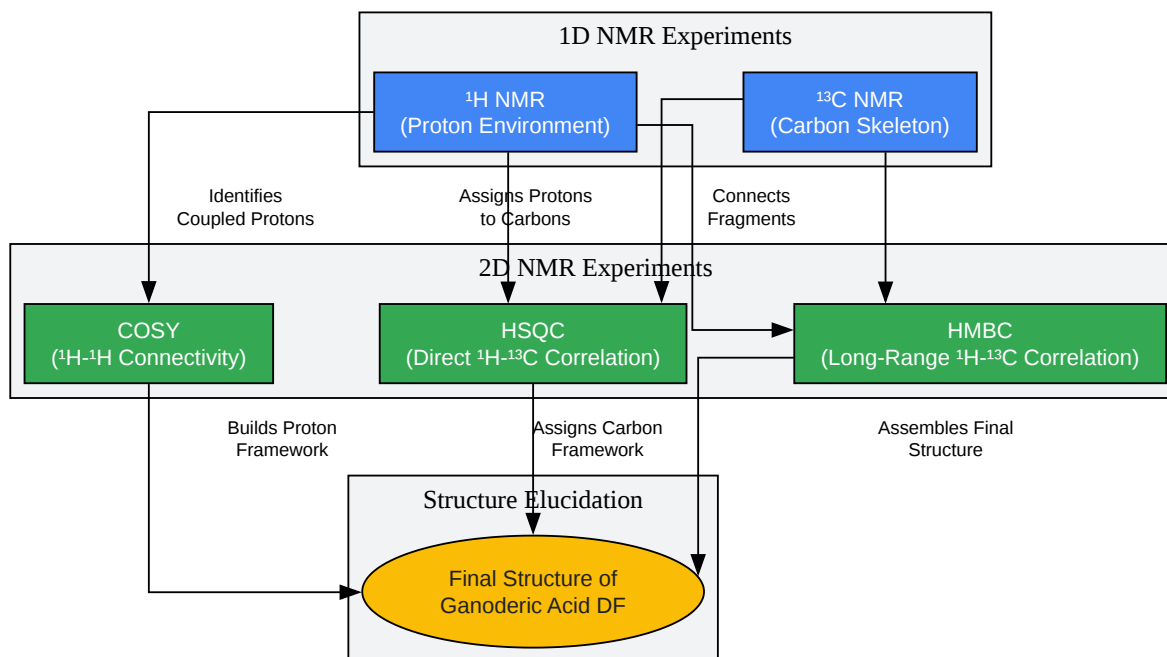 1D NMR Experiments
¹H NMR
(Proton Environment)
¹³C NMR
(Carbon Skeleton)
Identifies
Coupled Protons
Assigns Protons
to Carbons
Connects
Fragments
2D NMR Experiments
COSY
(¹H-¹H Connectivity)
HSQC
(Direct ¹H-¹³C Correlation)
HMBC
(Long-Range ¹H-¹³C Correlation)
Builds Proton
Framework
Assigns Carbon
Framework
Assembles Final
Structure
Structure Elucidation
Final Structure of
Ganoderic Acid DF